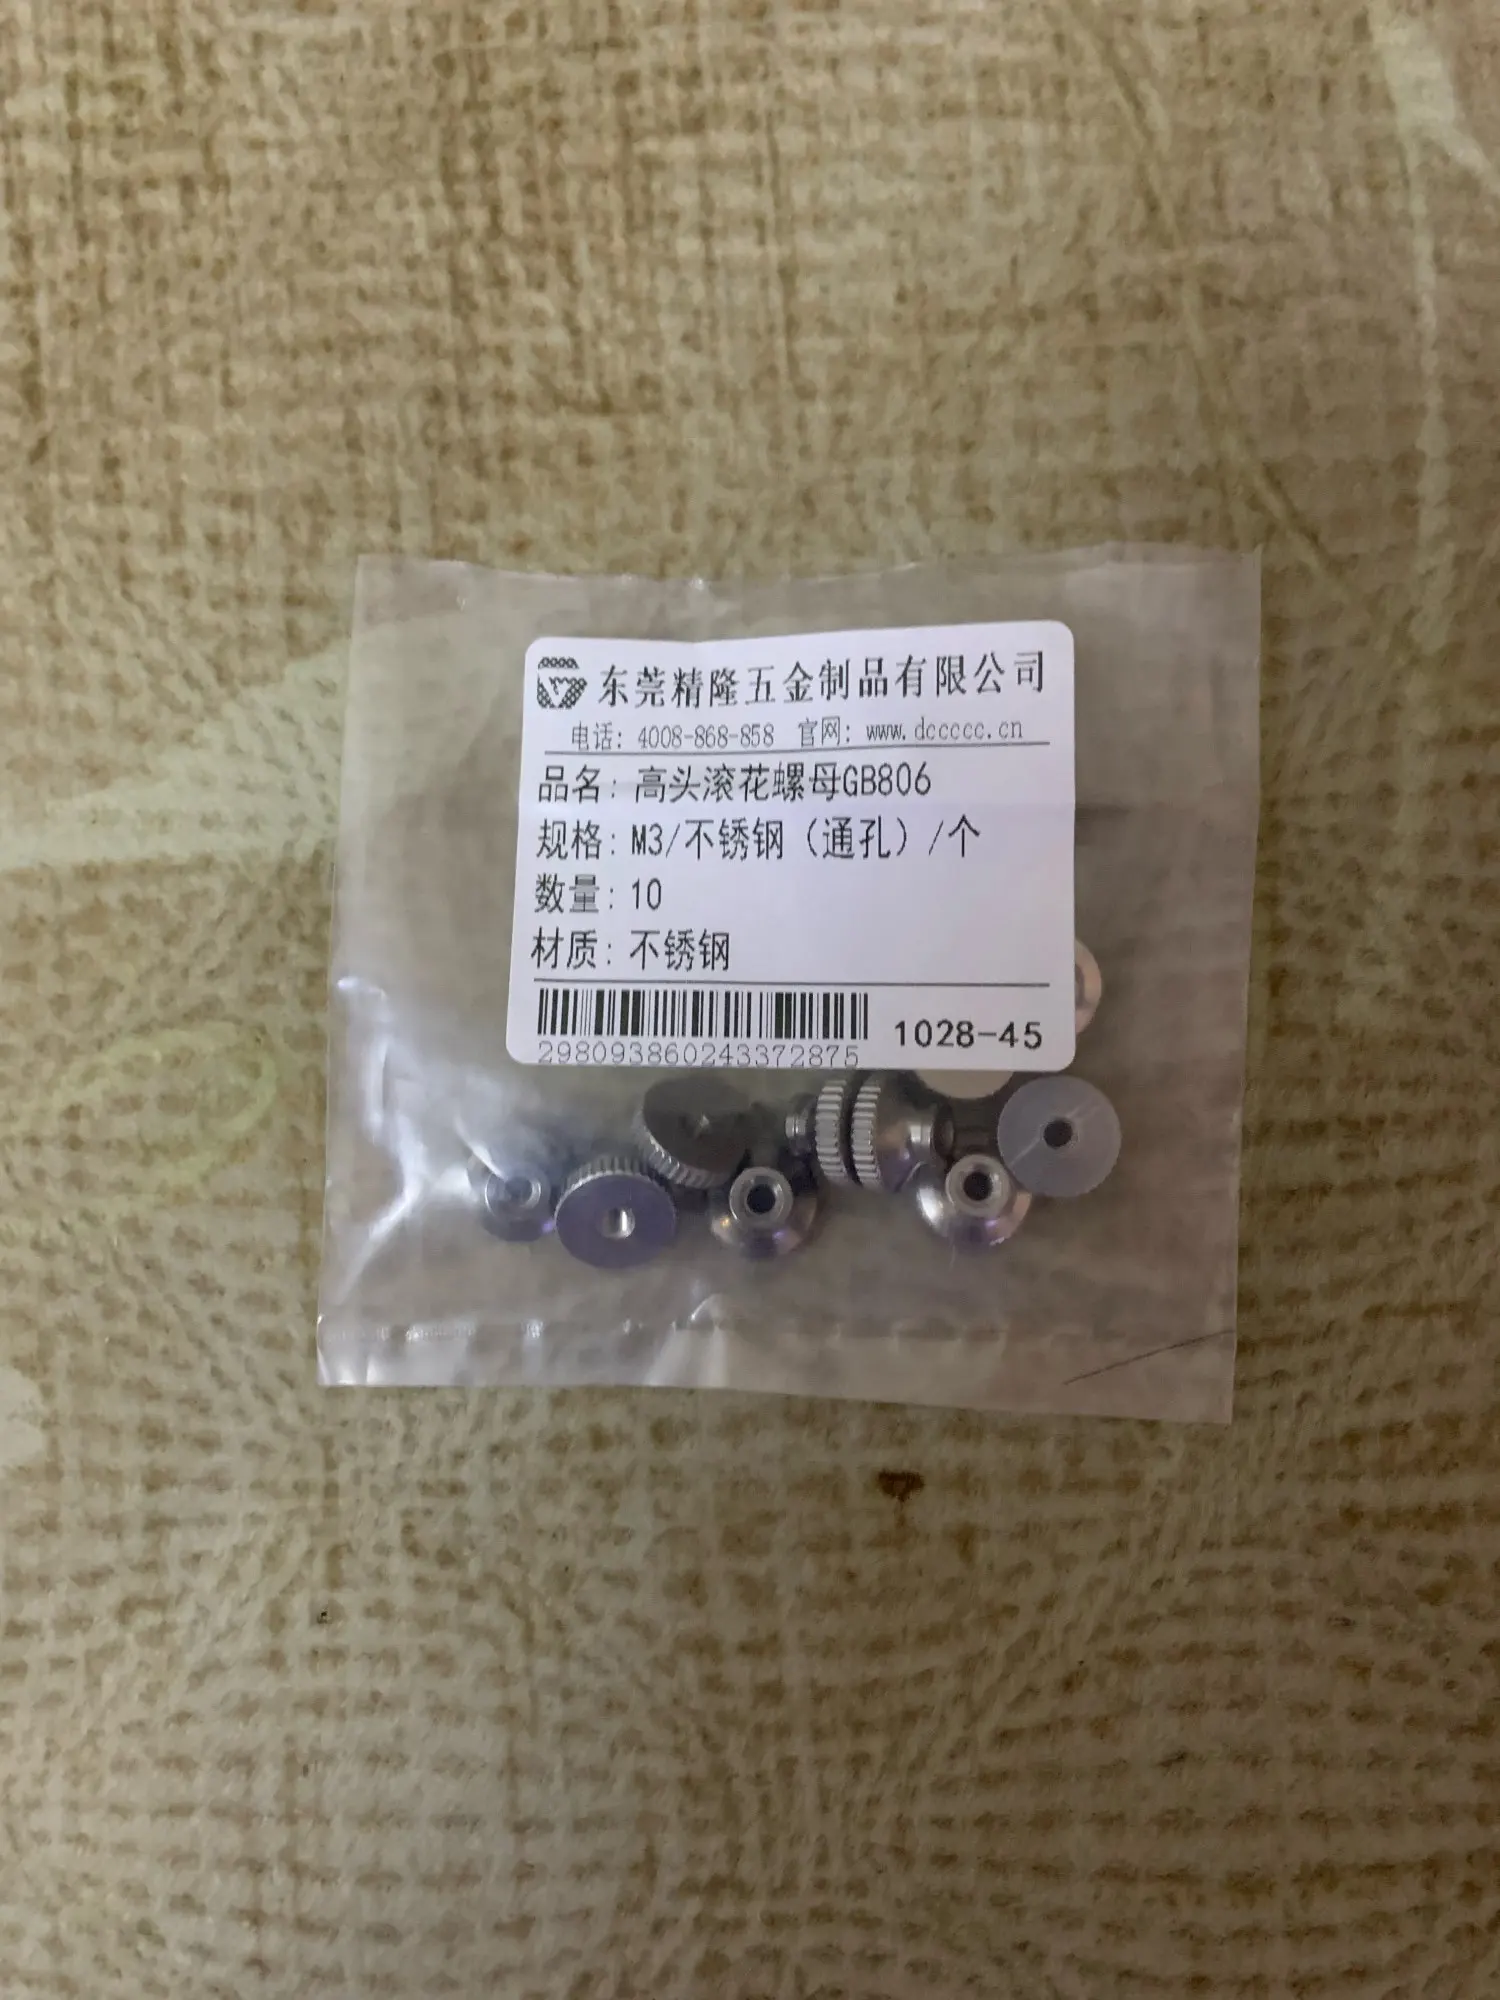 东莞精隆五金制品有限公司
电话: 4008-868-858 官网: www.dccccc.cn
品名: 高头滚花螺母GB806
规格: M3/不锈钢（通孔）/个
数量: 10
材质: 不锈钢
298093860243372875
1028-45